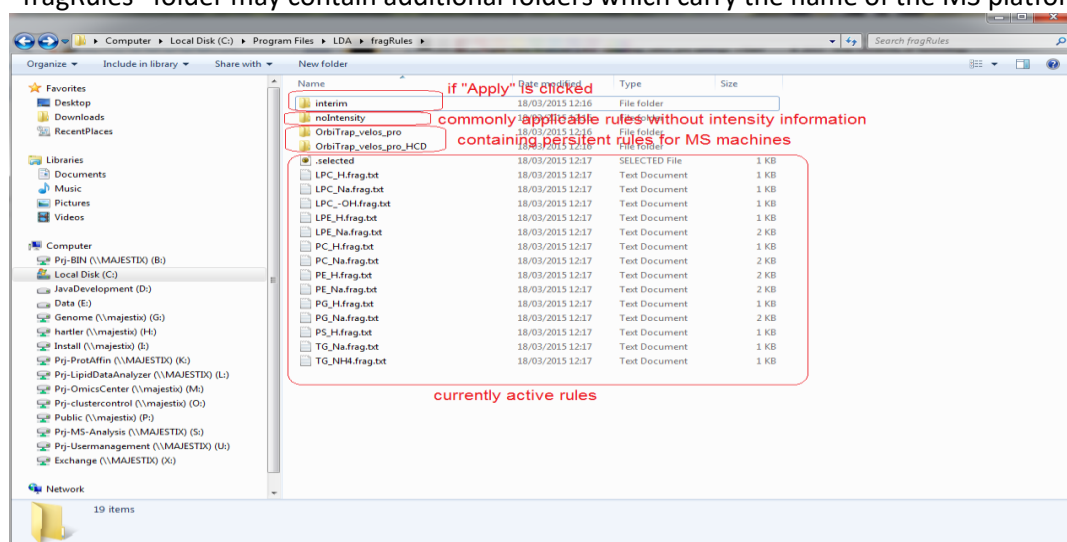 "fragRules" folder may contain additional folders which carry the name of the MS platfor
Computer Local Disk (C:) Program Files LDA fragRules
Search fragRules
Organize Include in library Share with New folder
Name Date modified Type Size
if "Apply" is clicked
Favorites
Desktop
Downloads
RecentPlaces
Libraries
Documents
Music
Pictures
Videos
Computer
Prj-BIN (\\MAJESTIX) (B:)
Local Disk (C:)
JavaDevelopment (D:)
Data (E:)
Genome (\\majestix) (G:)
hartler (\\majestix) (H:)
Install (\\majestix) (I:)
Prj-ProtAffin (\\MAJESTIX) (K:)
Prj-LipidDataAnalyzer (\\MAJESTIX) (L:)
Prj-OmicsCenter (\\majestix) (M:)
Prj-clustercontrol (\\majestix) (O:)
Public (\\majestix) (P:)
Prj-MS-Analysis (\\MAJESTIX) (S:)
Prj-Usermanagement (\\MAJESTIX) (U:)
Exchange (\\MAJESTIX) (X:)
Network
interim 18/03/2015 12:16 File folder
noIntensity 18/03/2015 12:16 File folder
commonly applicable rules without intensity information
OrbiTrap_velos_pro 18/03/2015 12:16 File folder
containing persitent rules for MS machines
OrbiTrap_velos_pro_HCD 18/03/2015 12:16 File folder
.selected 18/03/2015 12:17 SELECTED File 1 KB
LPC_H.frag.txt 18/03/2015 12:17 Text Document 1 KB
LPC_Na.frag.txt 18/03/2015 12:17 Text Document 1 KB
LPC_-OH.frag.txt 18/03/2015 12:17 Text Document 1 KB
LPE_H.frag.txt 18/03/2015 12:17 Text Document 1 KB
LPE_Na.frag.txt 18/03/2015 12:17 Text Document 2 KB
PC_H.frag.txt 18/03/2015 12:17 Text Document 1 KB
PC_Na.frag.txt 18/03/2015 12:17 Text Document 2 KB
PE_H.frag.txt 18/03/2015 12:17 Text Document 2 KB
PE_Na.frag.txt 18/03/2015 12:17 Text Document 2 KB
PG_H.frag.txt 18/03/2015 12:17 Text Document 1 KB
PG_Na.frag.txt 18/03/2015 12:17 Text Document 2 KB
PS_H.frag.txt 18/03/2015 12:17 Text Document 1 KB
TG_Na.frag.txt 18/03/2015 12:17 Text Document 1 KB
TG_NH4.frag.txt 18/03/2015 12:17 Text Document 1 KB
currently active rules
19 items